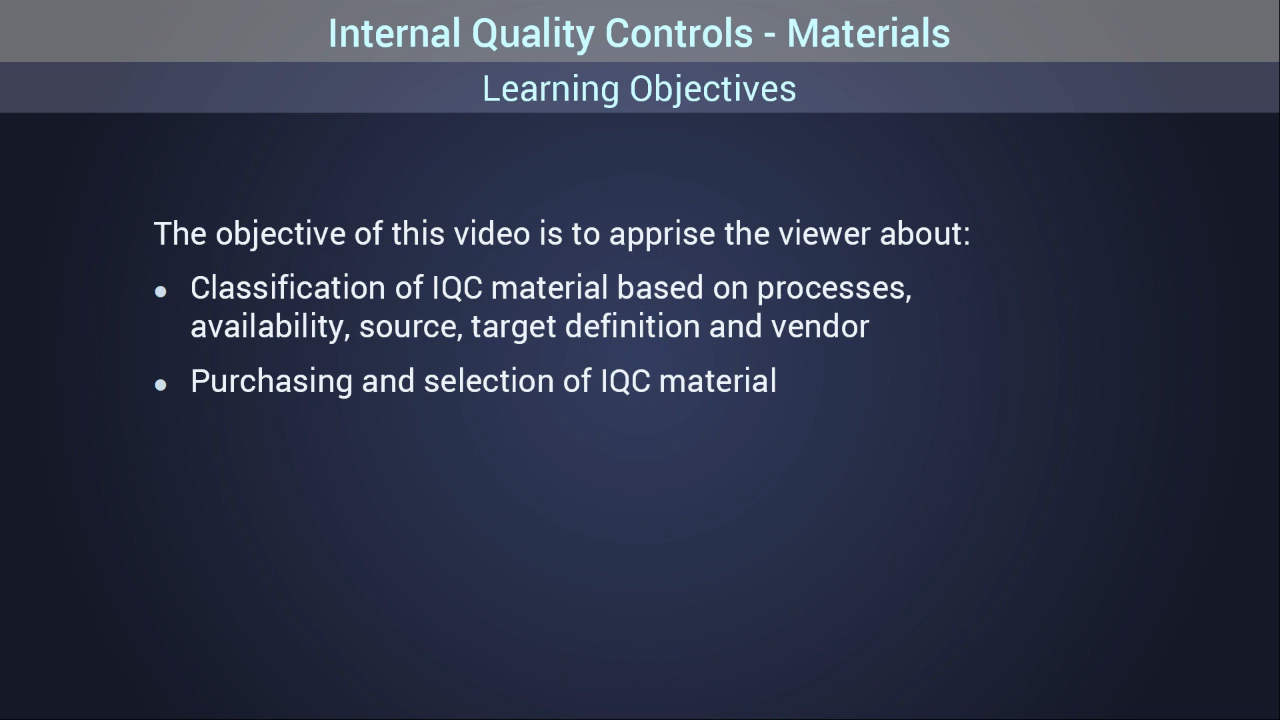 Internal Quality Controls - Materials
Learning Objectives
The objective of this video is to apprise the viewer about:
• Classification of IQC material based on processes,
availability, source, target definition and vendor
• Purchasing and selection of IQC material